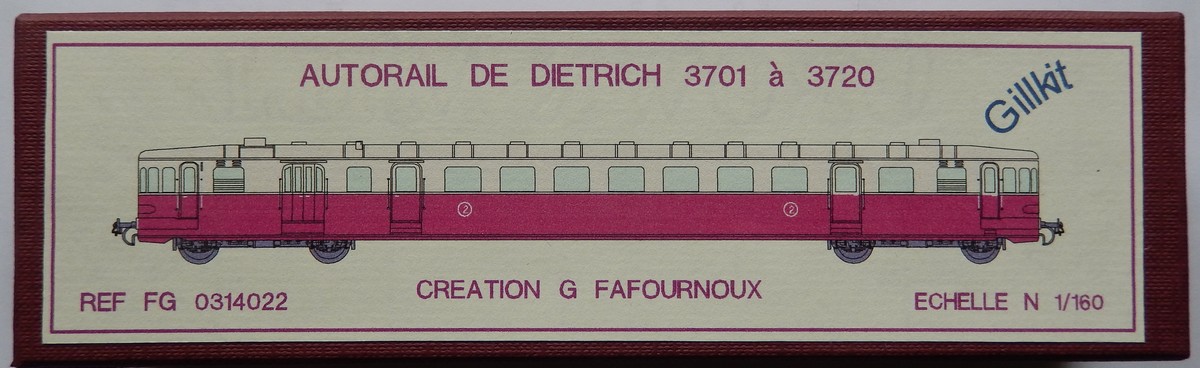 AUTORAIL DE DIETRICH 3701 à 3720
Gillkit
2 2
CREATION G FAFOURNOUX
REF FG 0314022
ECHELLE N 1/160